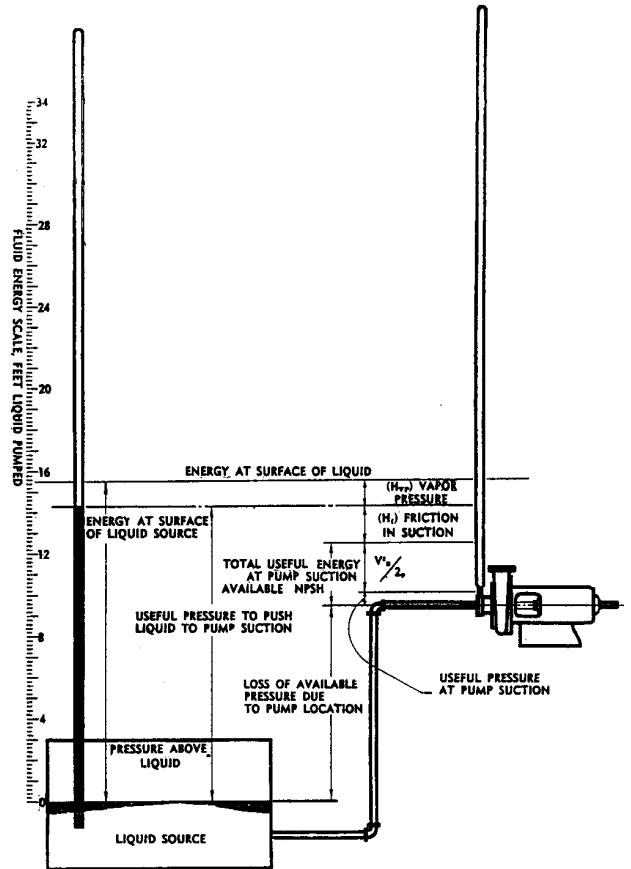 34
32
28
24
20
16
12
8
4
0
FLUID ENERGY SCALE, FEET LIQUID PUMPED
ENERGY AT SURFACE OF LIQUID
(HVP) VAPOR
PRESSURE
ENERGY AT SURFACE
OF LIQUID SOURCE
(Hf) FRICTION
IN SUCTION
TOTAL USEFUL ENERGY
AT PUMP SUCTION
AVAILABLE NPSH
USEFUL PRESSURE TO PUSH
LIQUID TO PUMP SUCTION
LOSS OF AVAILABLE
PRESSURE DUE
TO PUMP LOCATION
USEFUL PRESSURE
AT PUMP SUCTION
PRESSURE ABOVE
LIQUID
LIQUID SOURCE